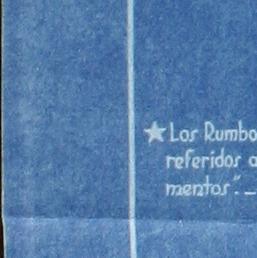 ★ Los Rumbo
referidos a
mentos". _